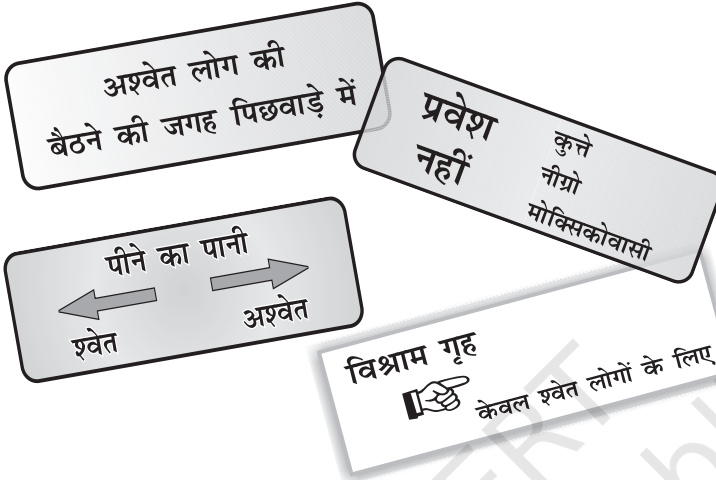 अश्वेत लोग की
बैठने की जगह पिछवाड़े में
प्रवेश
नहीं
कुत्ते
नीग्रो
मोक्सिकोवासी
पीने का पानी
श्वेत
अश्वेत
विश्राम गृह
केवल श्वेत लोगों के लिए